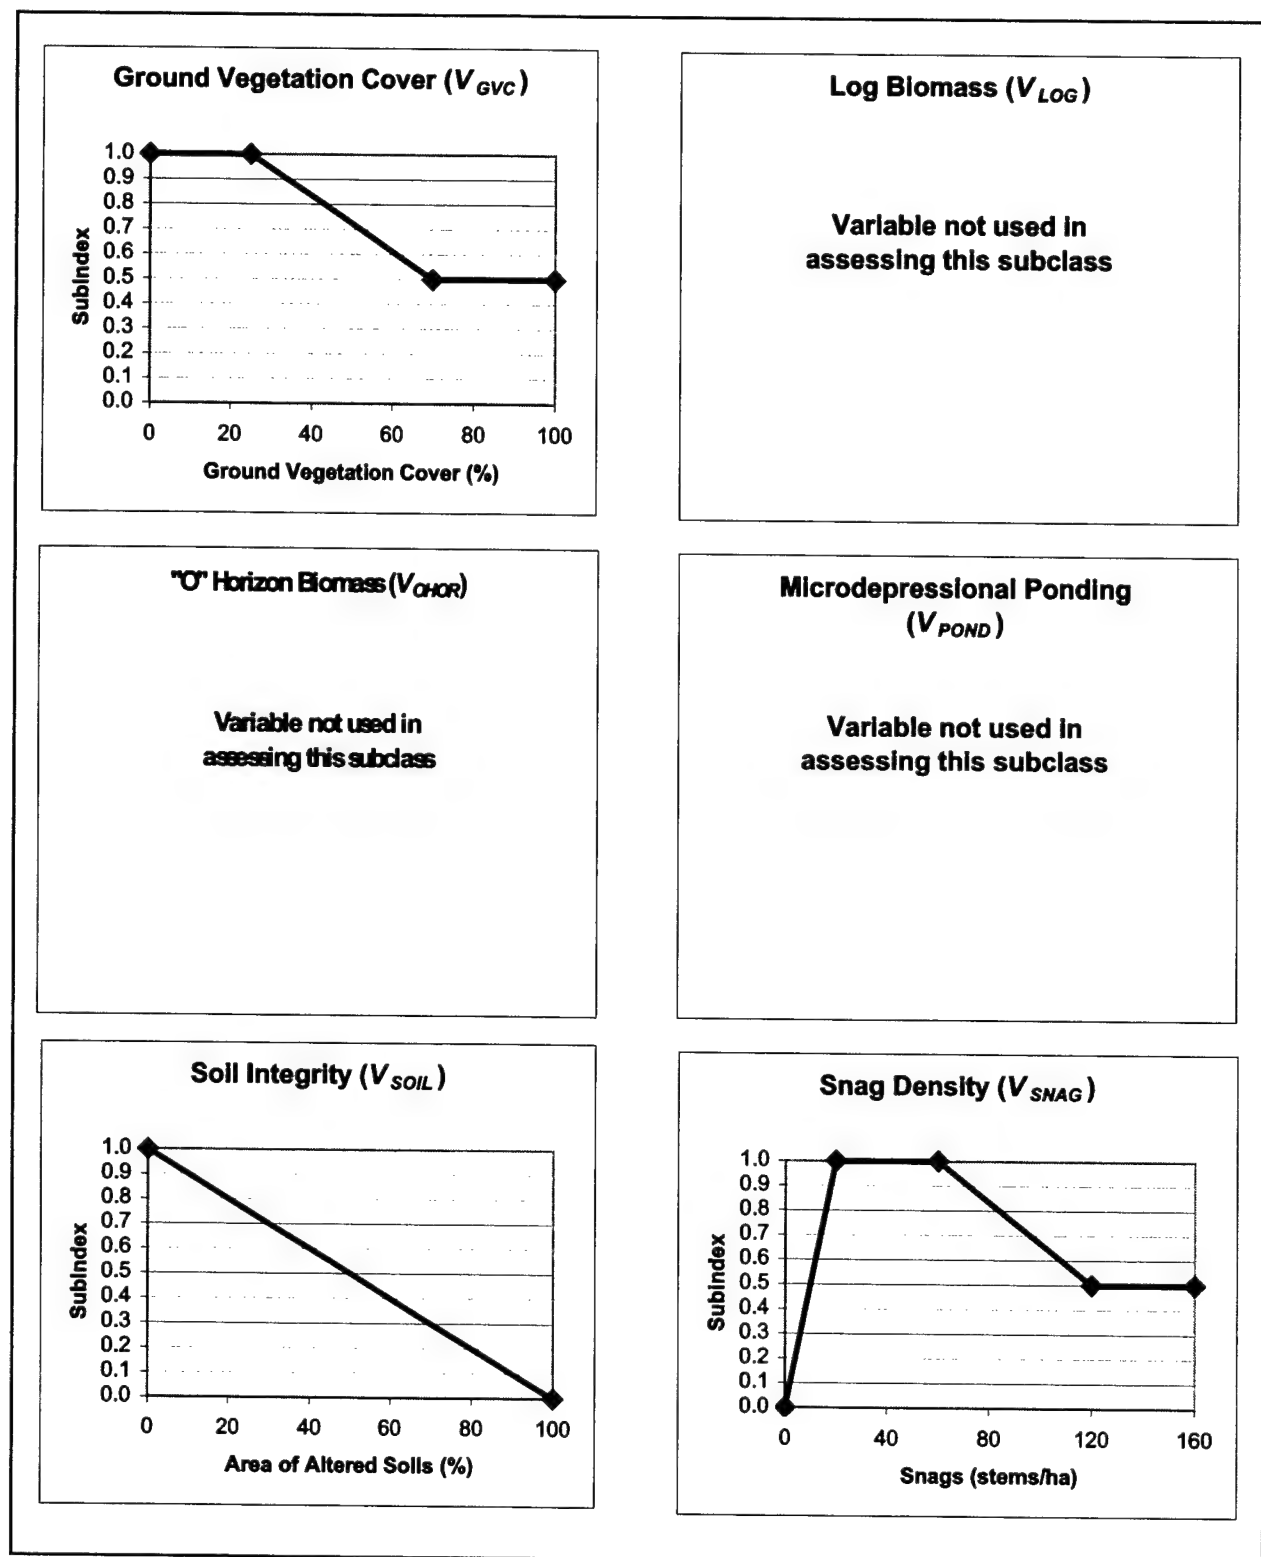 Ground Vegetation Cover (V GVC)
1.0
0.9
0.8
0.7
0.6
0.5
0.4
0.3
0.2
0.1
0.0
SubIndex
0 20 40 60 80 100
Ground Vegetation Cover (%)
Log Biomass (V LOG)
Variable not used in
assessing this subclass
"O" Horizon Biomass (V OHOR)
Variable not used in
assessing this subclass
Microdepressional Ponding
(V POND)
Variable not used in
assessing this subclass
Soil Integrity (V SOIL)
1.0
0.9
0.8
0.7
0.6
0.5
0.4
0.3
0.2
0.1
0.0
SubIndex
0 20 40 60 80 100
Area of Altered Soils (%)
Snag Density (V SNAG)
1.0
0.9
0.8
0.7
0.6
0.5
0.4
0.3
0.2
0.1
0.0
SubIndex
0 40 80 120 160
Snags (stems/ha)